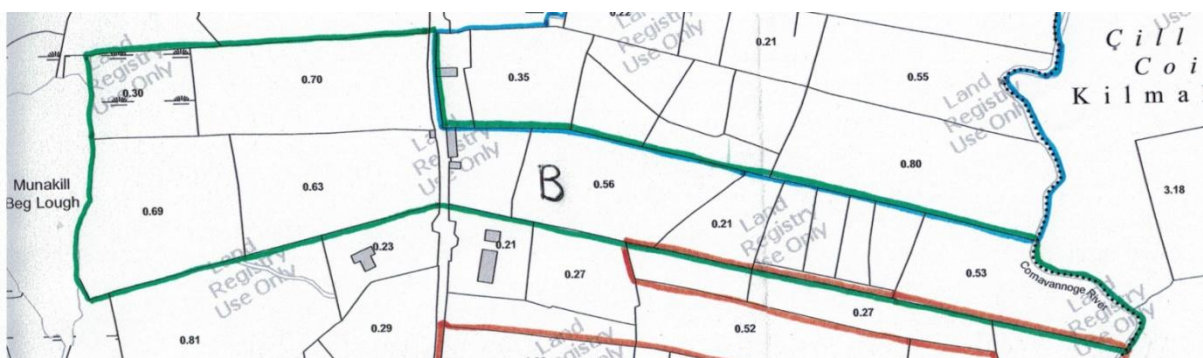 0.22
Land
Registry
Use Only
0.21
Land
Registry
Use Only
0.30
0.70
0.35
0.55
Çill
Coi
Kilma
Land
Registry
Use Only
Land
Registry
Use Only
0.80
3.18
Munakill
Beg Lough
0.69
0.63
B
0.56
0.21
Land
Registry
Use Only
Land
Registry
Use Only
0.23
0.21
0.27
0.53
Comavannoge River
Land
Registry
Use Only
0.27
0.81
0.29
Land
Registry
0.52